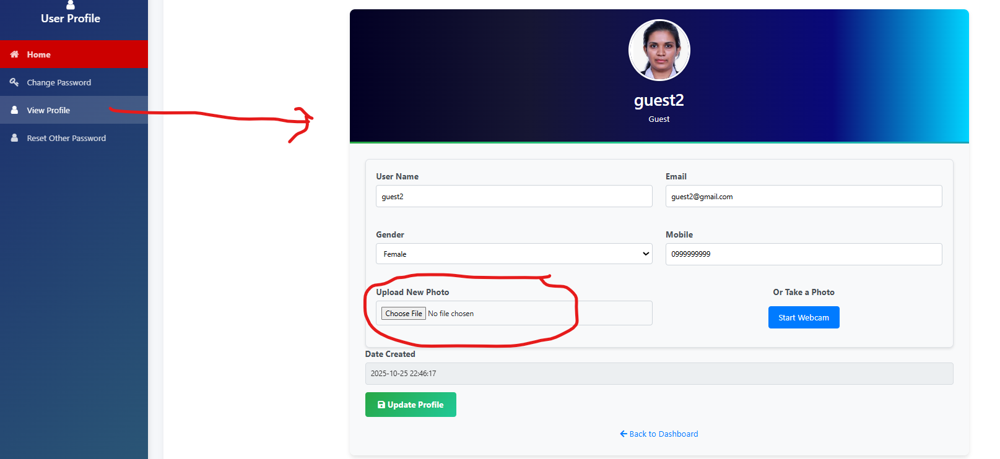 User Profile
Home
Change Password
View Profile
Reset Other Password
guest2
Guest
User Name
Email
guest2
guest2@gmail.com
Gender
Mobile
Female
0999999999
Upload New Photo
Or Take a Photo
Choose File No file chosen
Start Webcam
Date Created
2025-10-25 22:46:17
Update Profile
Back to Dashboard